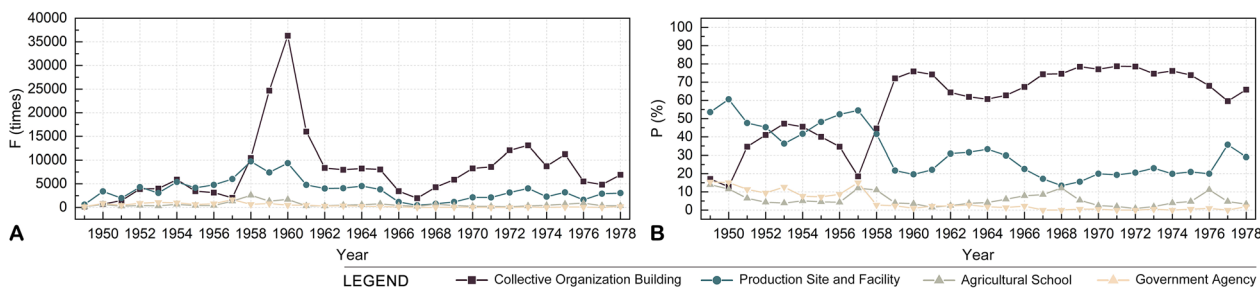 40000
35000
30000
25000
20000
15000
10000
5000
0
F (times)
1950 1952 1954 1956 1958 1960 1962 1964 1966 1968 1970 1972 1974 1976 1978
Year
A
100
90
80
70
60
50
40
30
20
10
0
P (%)
1950 1952 1954 1956 1958 1960 1962 1964 1966 1968 1970 1972 1974 1976 1978
Year
B
LEGEND Collective Organization Building Production Site and Facility Agricultural School Government Agency